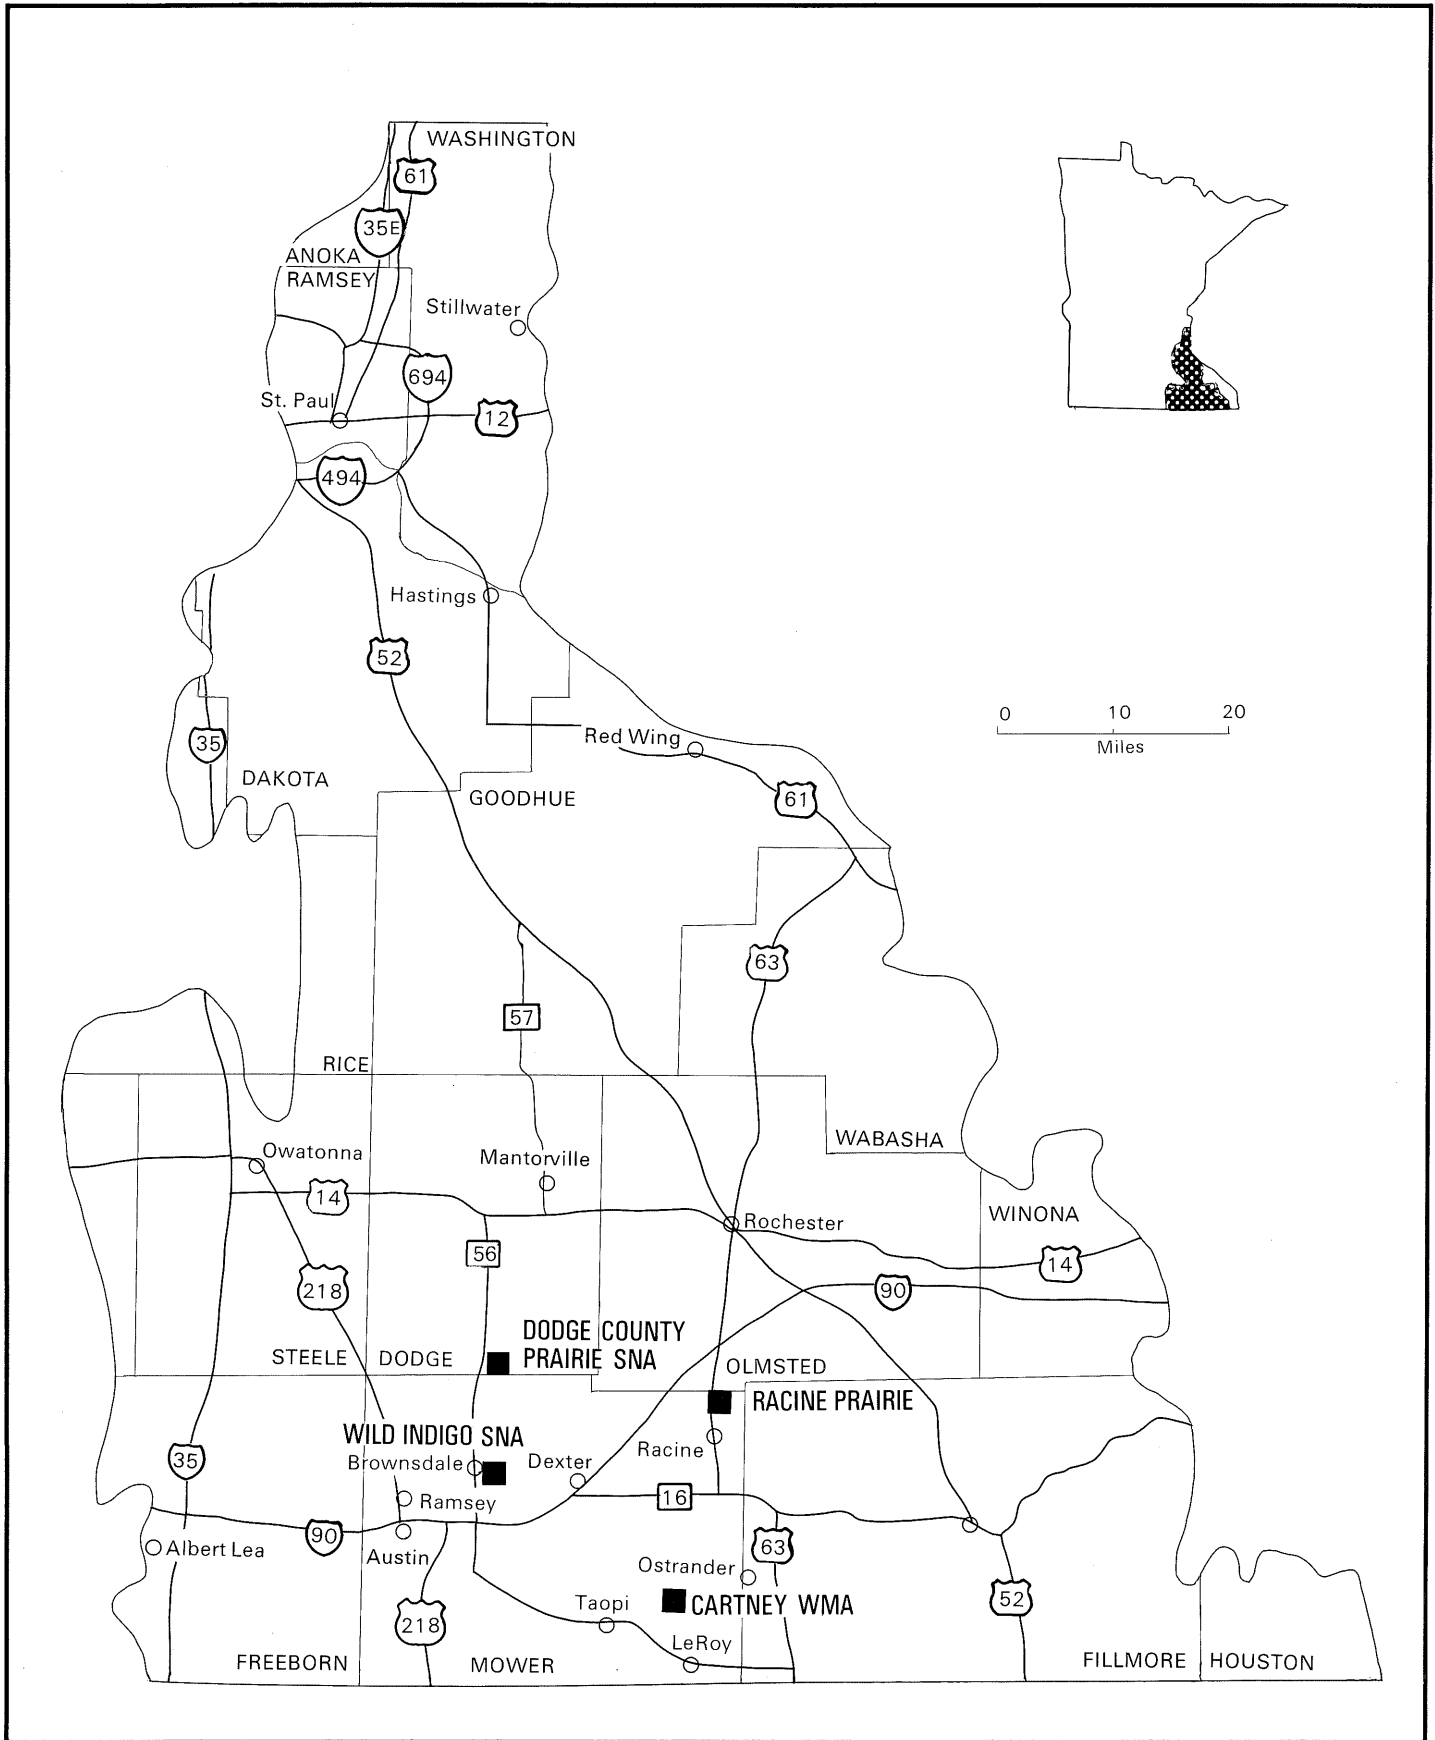 WASHINGTON
61
35E
ANOKA
RAMSEY
Stillwater
694
St. Paul
12
494
Hastings
52
0 10 20
Miles
Red Wing
35
DAKOTA
GOODHUE
61
63
57
RICE
WABASHA
Owatonna
Mantorville
14
Rochester
WINONA
56
14
218
90
DODGE COUNTY
PRAIRIE SNA
STEELE
DODGE
OLMSTED
RACINE PRAIRIE
WILD INDIGO SNA
35
Brownsdale
Dexter
Racine
Ramsey
16
90
Albert Lea
Austin
63
Ostrander
CARTNEY WMA
52
Taopi
218
LeRoy
FREEBORN
MOWER
FILLMORE
HOUSTON